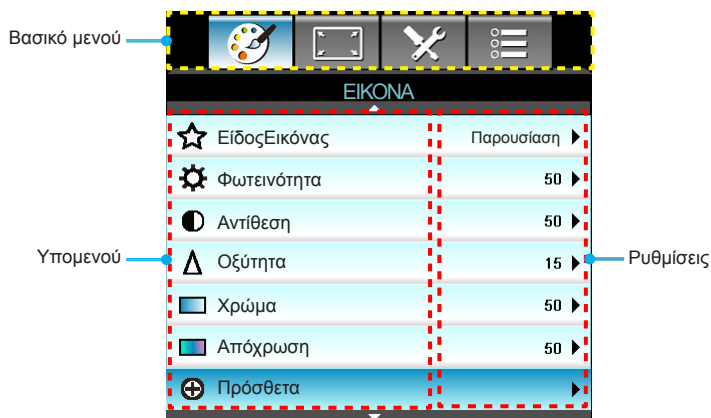 Βασικό μενού
ΕΙΚΟΝΑ
ΕίδοςΕικόνας Παρουσίαση
Φωτεινότητα 50
Αντίθεση 50
Υπομενού
Οξύτητα 15
Ρυθμίσεις
Χρώμα 50
Απόχρωση 50
Πρόσθετα